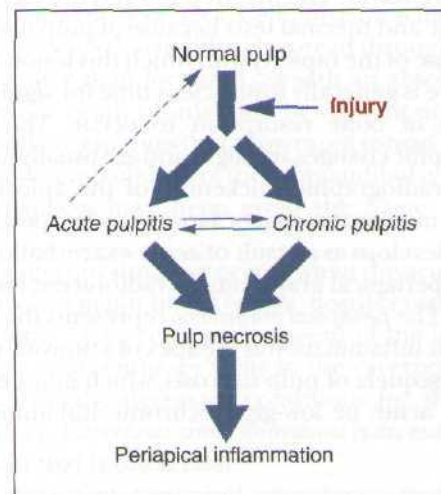 Normal pulp
Injury
Acute pulpitis
Chronic pulpitis
Pulp necrosis
Periapical inflammation